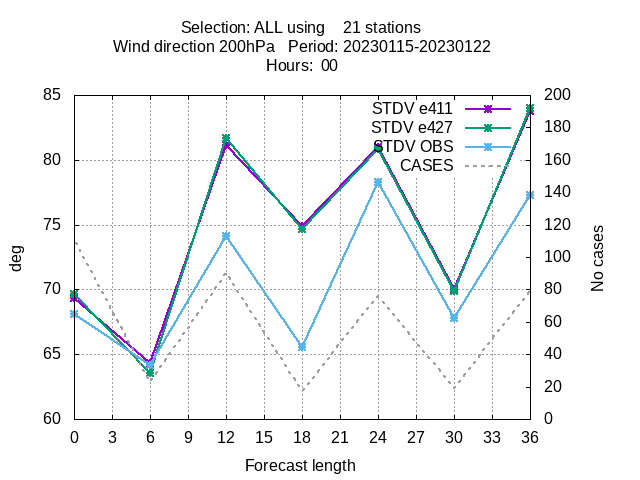 Selection: ALL using    21 stations
Wind direction 200hPa   Period: 20230115-20230122
Hours:  00
STDV e411
STDV e427
STDV OBS
CASES
85
80
75
70
65
60
deg
200
180
160
140
120
100
80
60
40
20
0
No cases
0 3 6 9 12 15 18 21 24 27 30 33 36
Forecast length